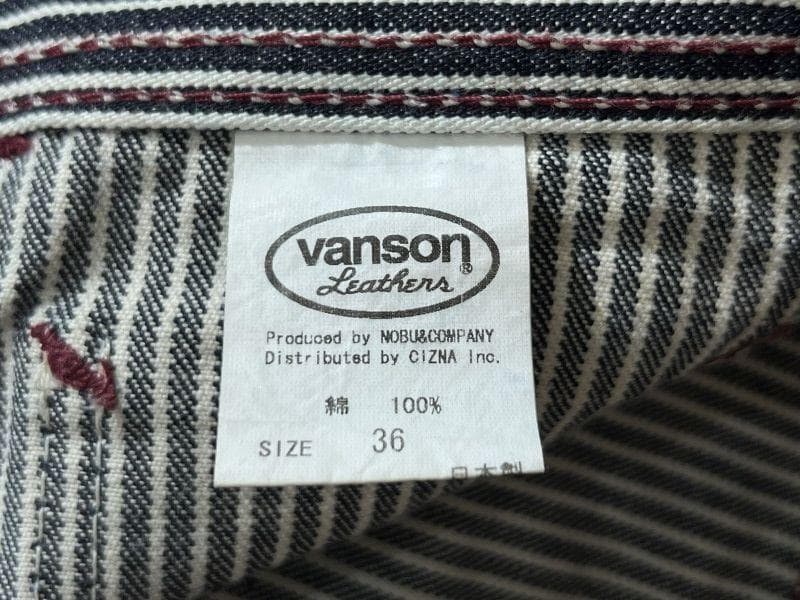 vanson®
Leathers
Produced by NOBU&COMPANY
Distributed by CIZNA Inc.
綿 100%
SIZE 36
日本製